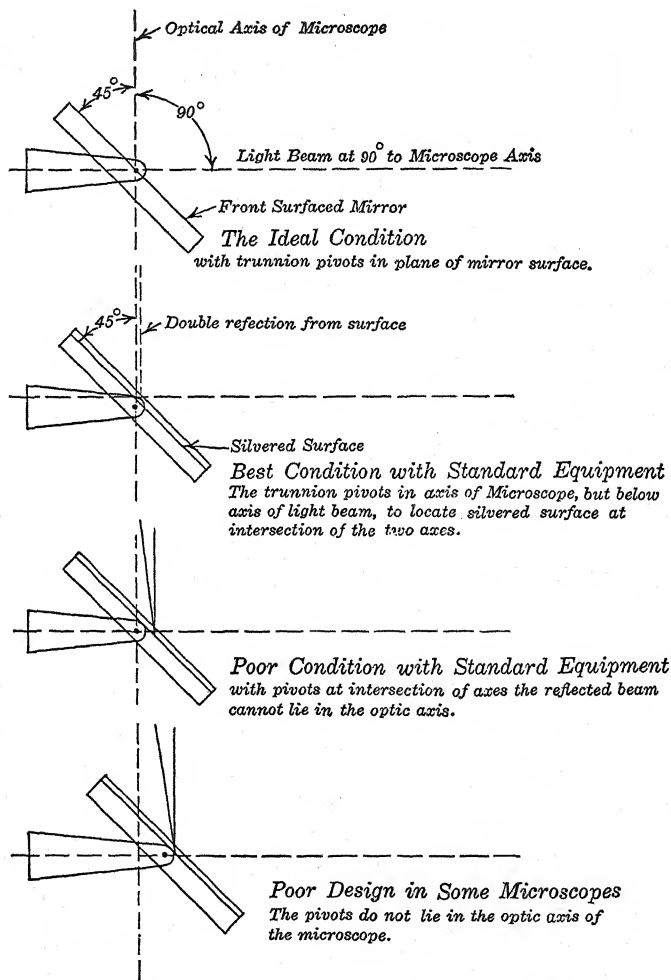 Optical Axis of Microscope
45°
90°
Light Beam at 90° to Microscope Axis
Front Surfaced Mirror
The Ideal Condition
with trunnion pivots in plane of mirror surface.
45°
Double refection from surface
Silvered Surface
Best Condition with Standard Equipment
The trunnion pivots in axis of Microscope, but below
axis of light beam, to locate silvered surface at
intersection of the two axes.
Poor Condition with Standard Equipment
with pivots at intersection of axes the reflected beam
cannot lie in the optic axis.
Poor Design in Some Microscopes
The pivots do not lie in the optic axis of
the microscope.